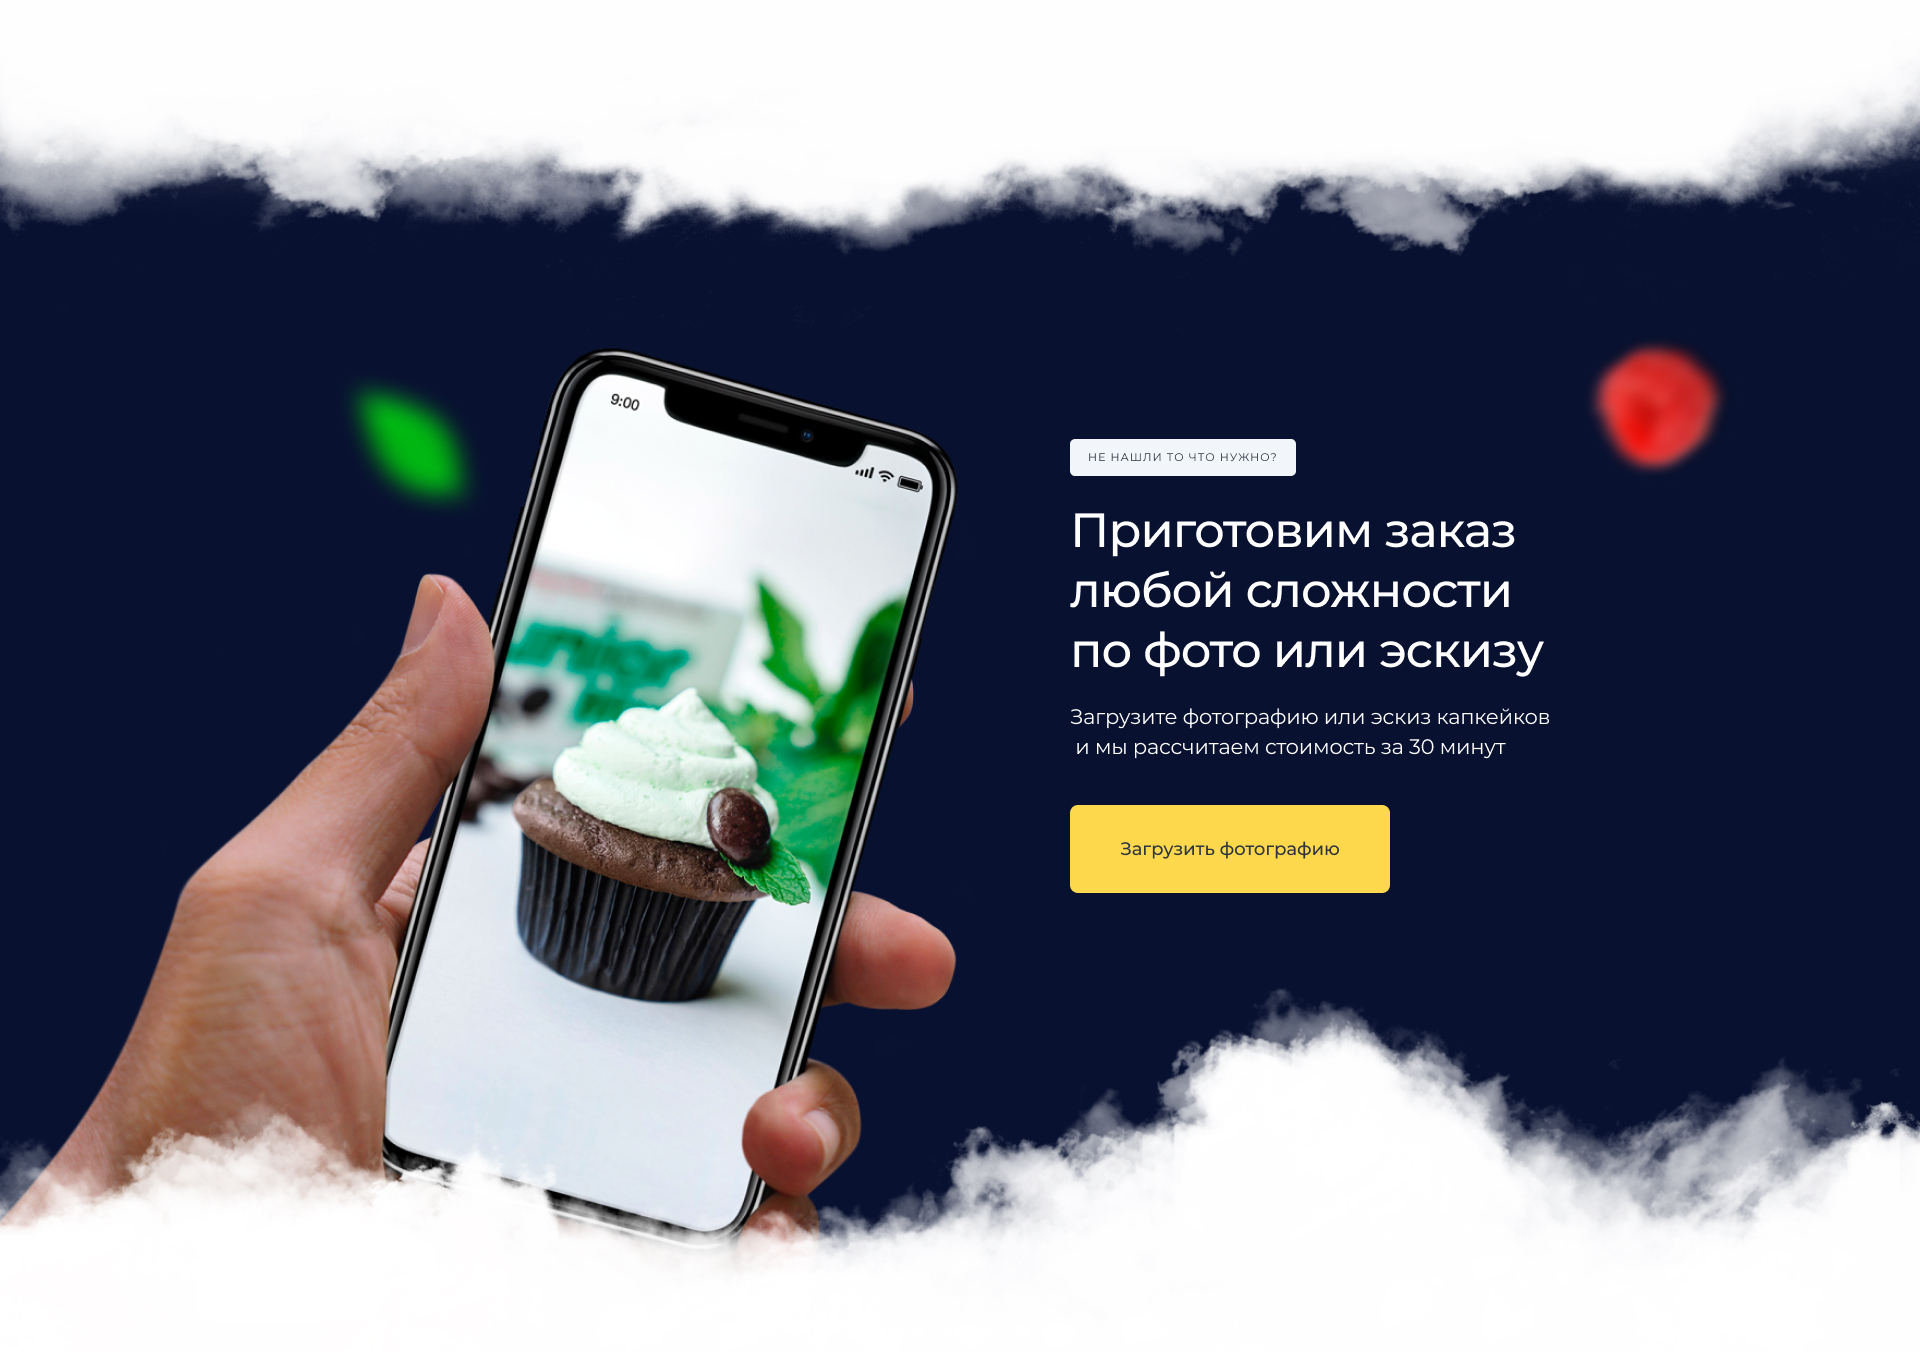 9:00
НЕ НАШЛИ ТО ЧТО НУЖНО?
Приготовим заказ
любой сложности
по фото или эскизу
Загрузите фотографию или эскиз капкейков
и мы рассчитаем стоимость за 30 минут
Загрузить фотографию